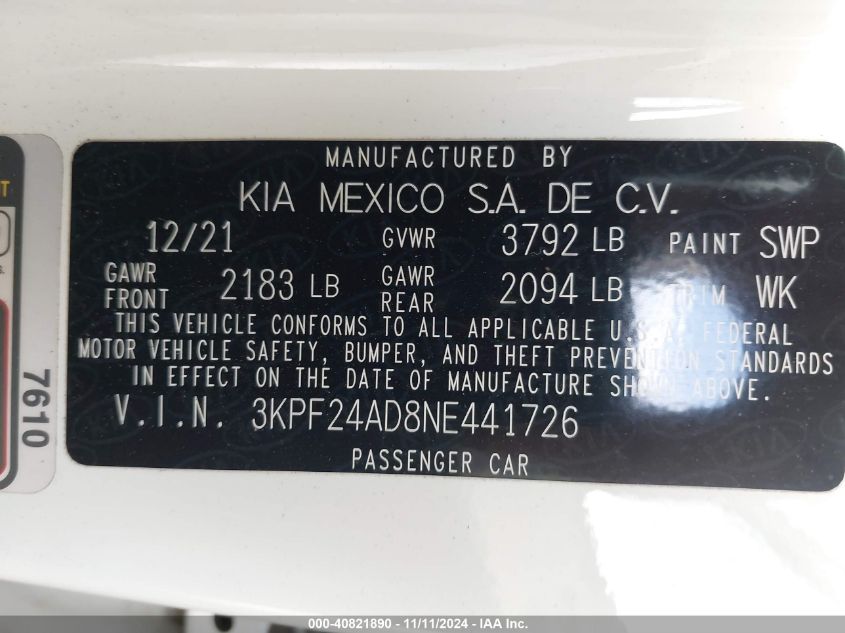 MANUFACTURED BY
KIA MEXICO S.A. DE C.V.
12/21 GVWR 3792 LB PAINT SWP
GAWR FRONT 2183 LB GAWR REAR 2094 LB TRIM WK
THIS VEHICLE CONFORMS TO ALL APPLICABLE U.S.A. FEDERAL
MOTOR VEHICLE SAFETY, BUMPER, AND THEFT PREVENTION STANDARDS
IN EFFECT ON THE DATE OF MANUFACTURE SHOWN ABOVE.
V.I.N. 3KPF24AD8NE441726
PASSENGER CAR
7610
000-40821890 - 11/11/2024 - IAA Inc.